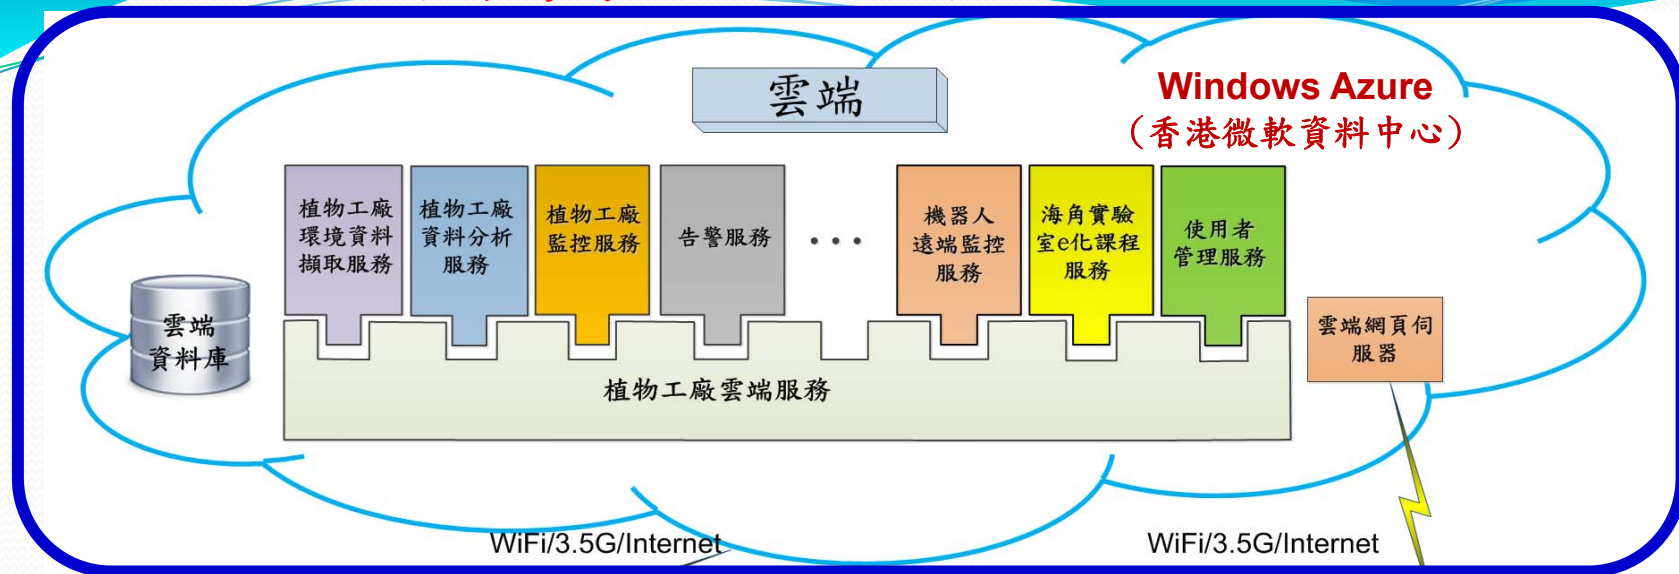 雲端
Windows Azure
(香港微軟資料中心)
植物工廠
環境資料
擷取服務
植物工廠
資料分析
服務
植物工廠
監控服務
告警服務
...
機器人
遠端監控
服務
海角實驗
室e化課程
服務
使用者
管理服務
雲端
資料庫
植物工廠雲端服務
雲端網頁伺
服器
WiFi/3.5G/Internet
WiFi/3.5G/Internet